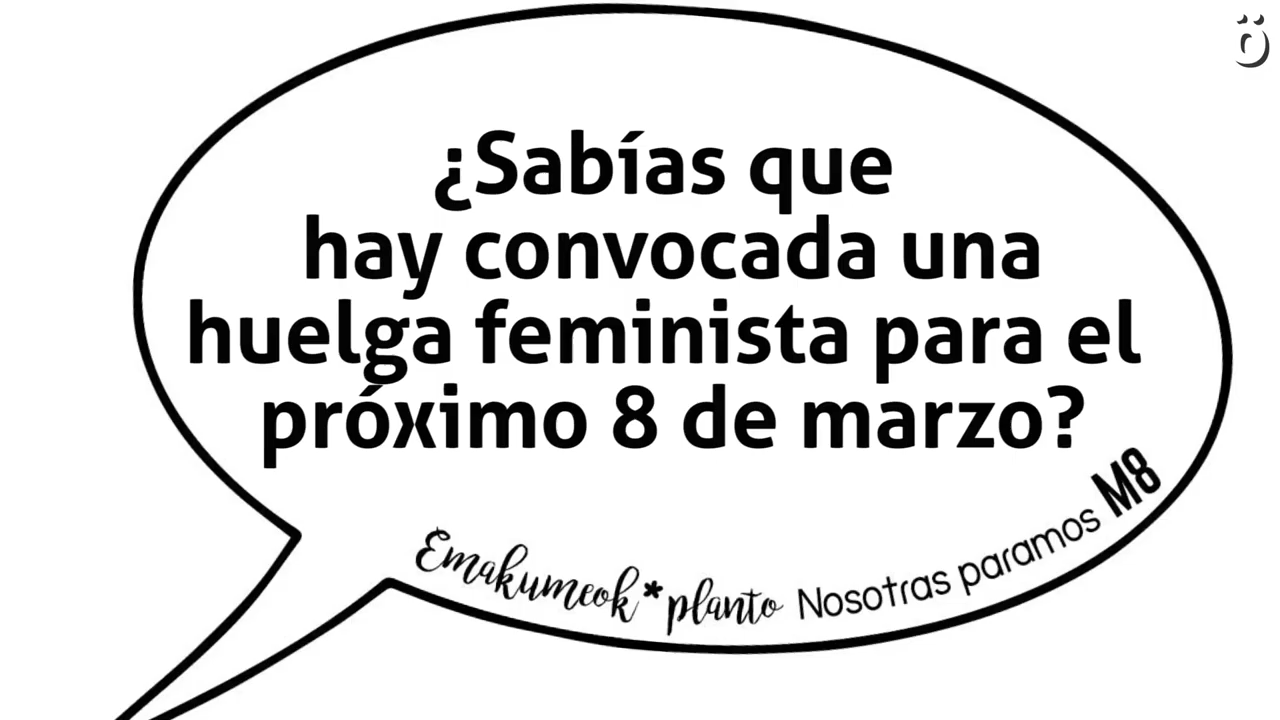 ¿Sabías que
hay convocada una
huelga feminista para el
próximo 8 de marzo?
Emakumeok* planto Nosotras paramos M8
ö